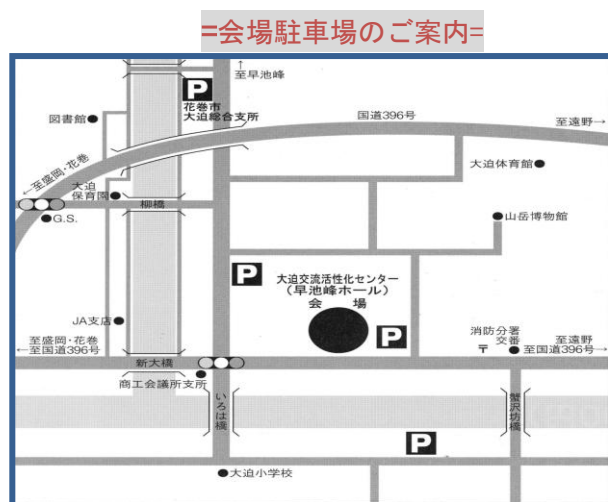 =会場駐車場のご案内=
↑至早池峰
P
花巻市
大迫総合支所
図書館
国道396号
至遠野→
←至盛岡・花巻
大迫
保育園
大迫体育館
柳橋
G.S.
山岳博物館
P
大迫交流活性化センター
(早池峰ホール)
会 場
P
JA支店
消防分署
交番
〒
至盛岡・花巻
←至国道396号
至遠野
至国道396号→
新大橋
商工会議所支所
いろは橋
蟹沢坊橋
P
大迫小学校